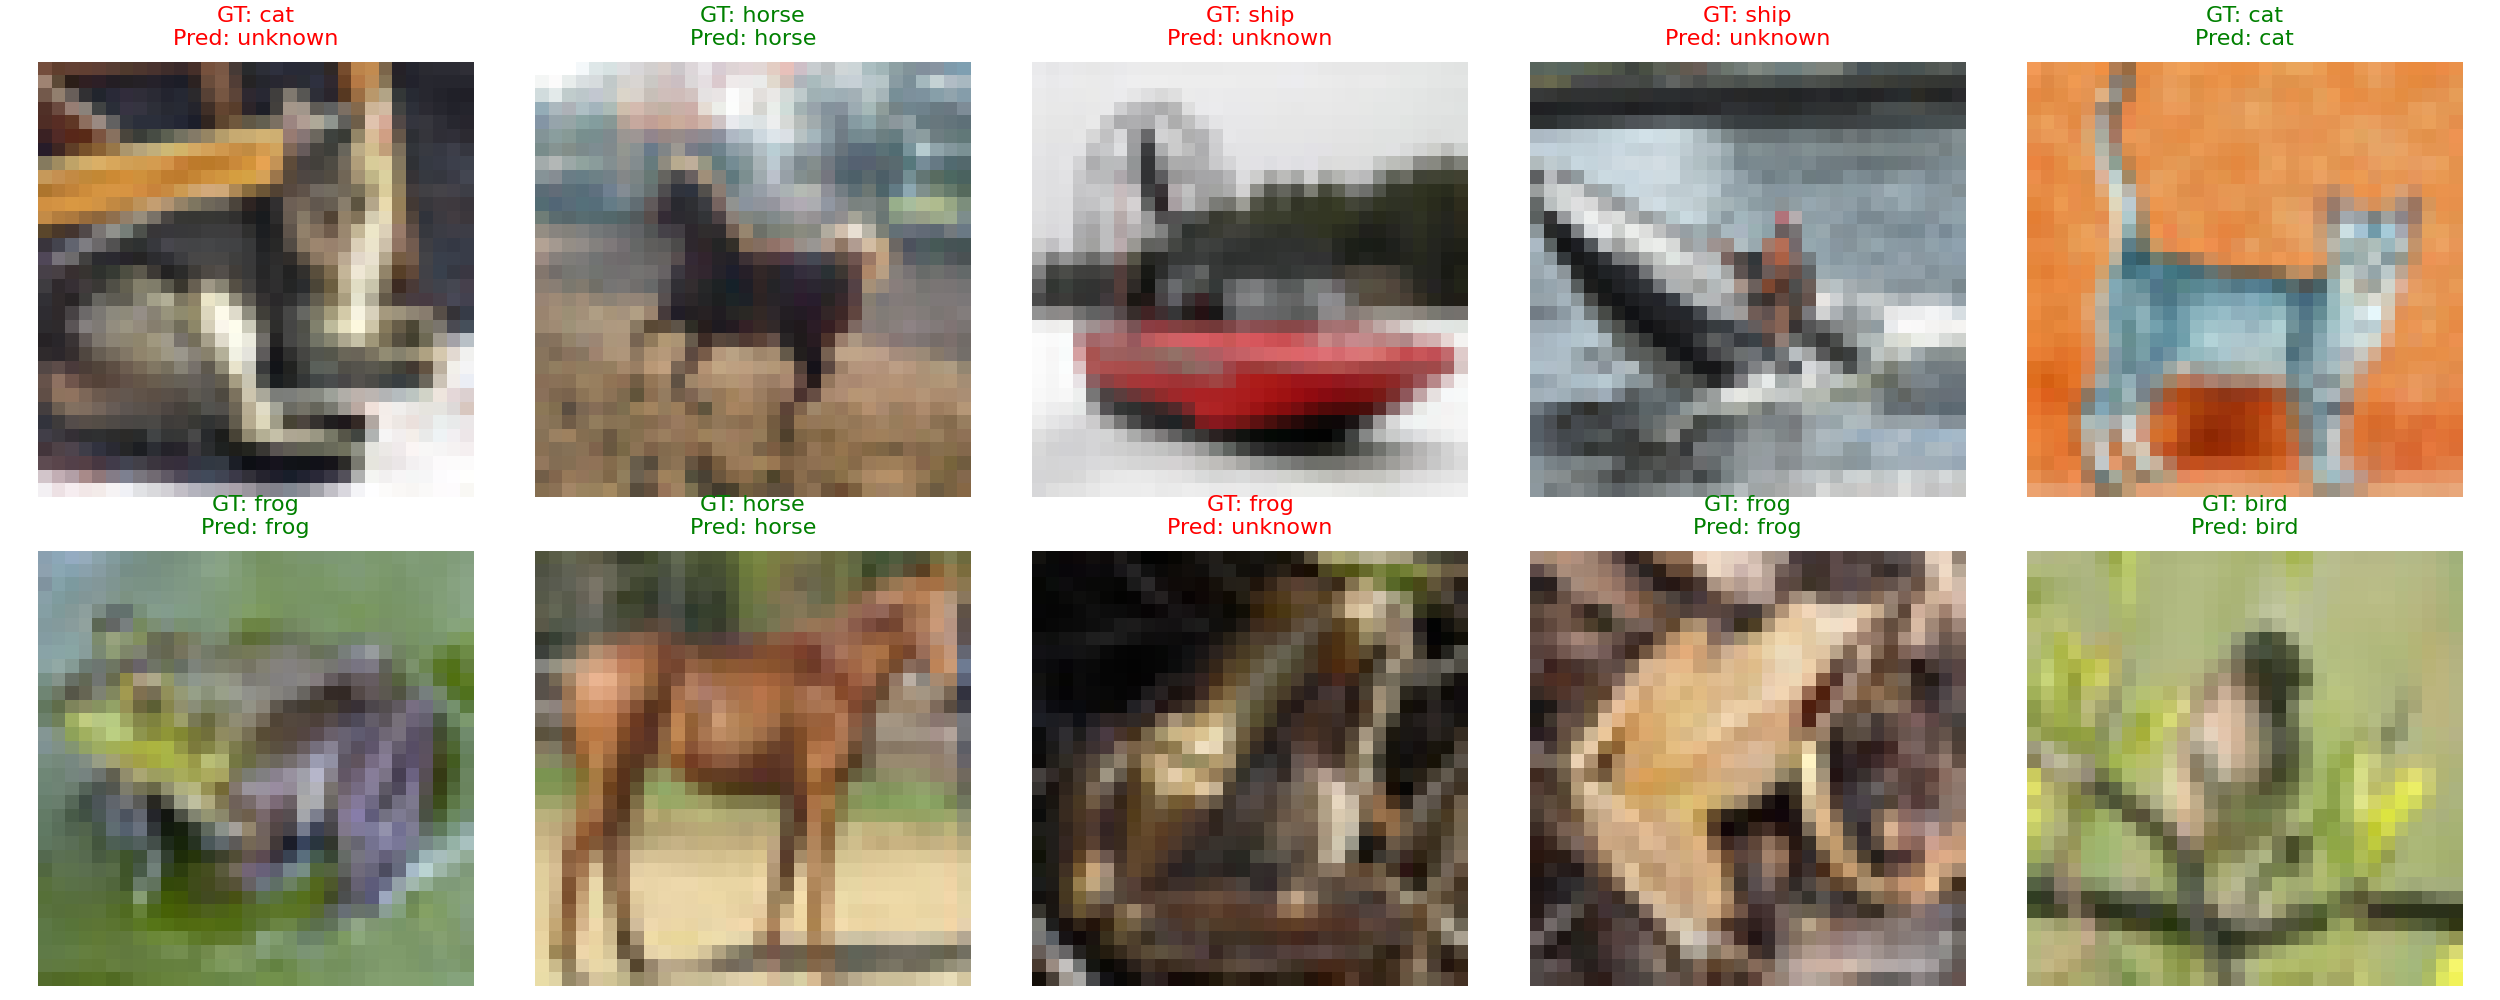 GT: cat
Pred: unknown
GT: horse
Pred: horse
GT: ship
Pred: unknown
GT: ship
Pred: unknown
GT: cat
Pred: cat
GT: frog
Pred: frog
GT: horse
Pred: horse
GT: frog
Pred: unknown
GT: frog
Pred: frog
GT: bird
Pred: bird